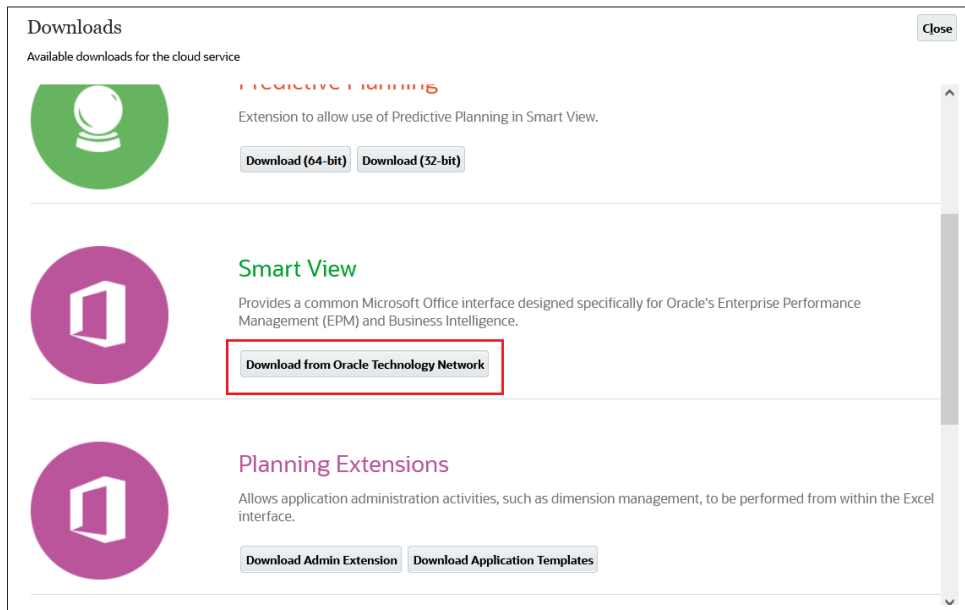 Downloads
Close
Available downloads for the cloud service
Predictive Planning
Extension to allow use of Predictive Planning in Smart View.
Download (64-bit) Download (32-bit)
Smart View
Provides a common Microsoft Office interface designed specifically for Oracle's Enterprise Performance
Management (EPM) and Business Intelligence.
Download from Oracle Technology Network
Planning Extensions
Allows application administration activities, such as dimension management, to be performed from within the Excel
interface.
Download Admin Extension Download Application Templates